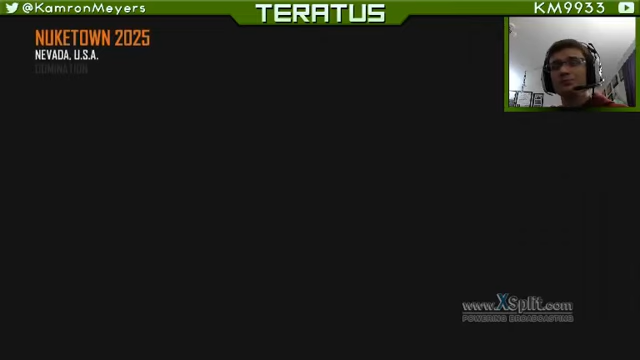 @KamronMeyers
TERATUS
KM9933
NUKETOWN 2025
NEVADA, U.S.A.
DOMINATION
www.XSplit.com
POWERING BROADCASTING